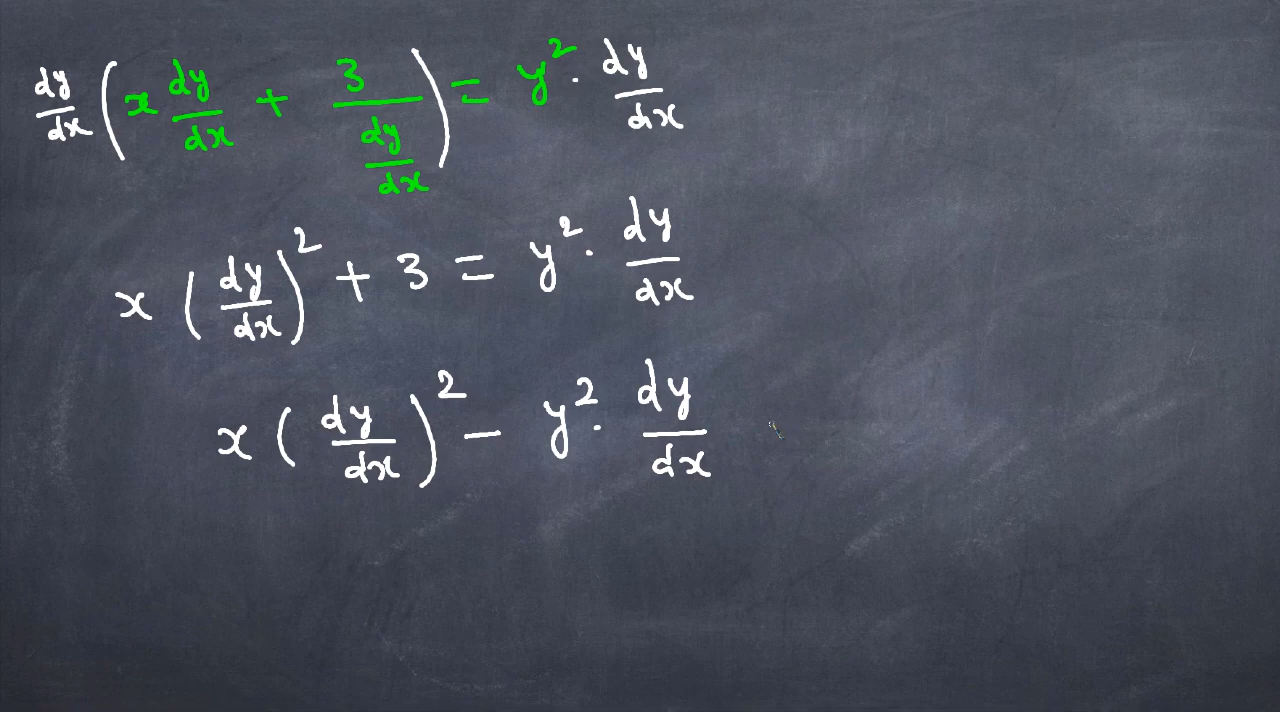 dy/dx ( x dy/dx + 3/(dy/dx) ) = y² · dy/dx
x ( dy/dx )² + 3 = y² · dy/dx
x ( dy/dx )² − y² · dy/dx